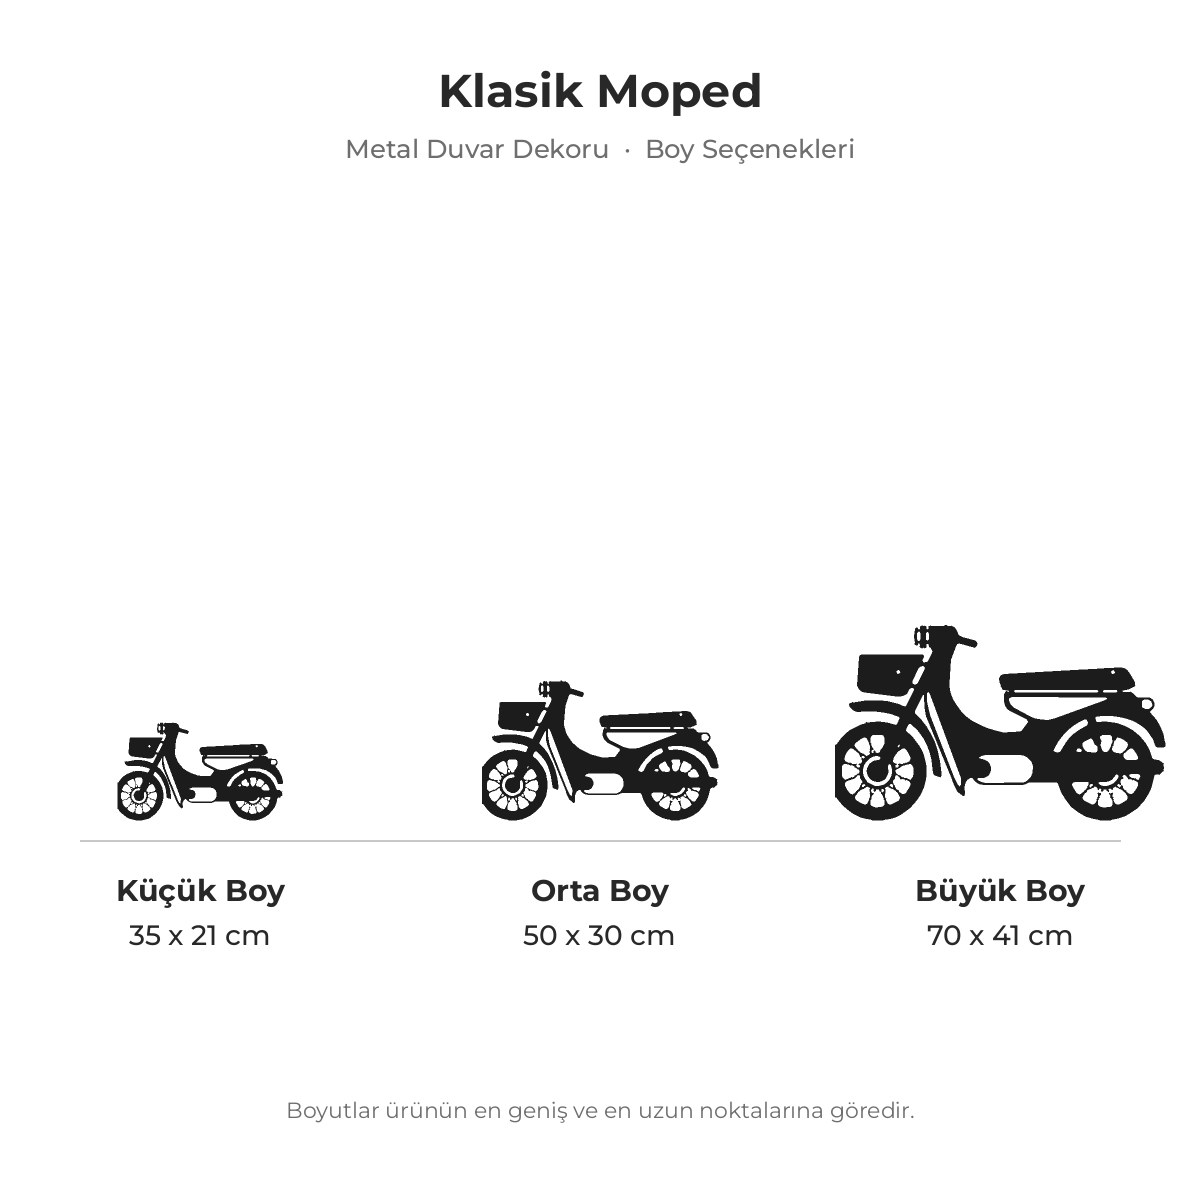 Klasik Moped
Metal Duvar Dekoru · Boy Seçenekleri
Küçük Boy
35 x 21 cm
Orta Boy
50 x 30 cm
Büyük Boy
70 x 41 cm
Boyutlar ürünün en geniş ve en uzun noktalarına göredir.